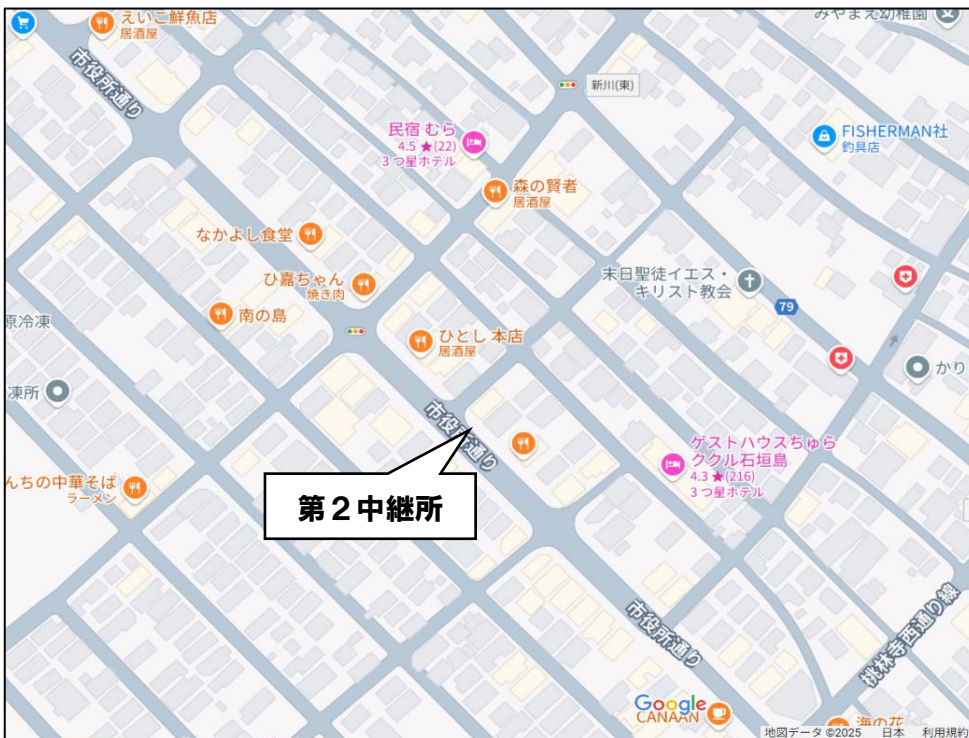 えいこ鮮魚店
居酒屋
みやまえ幼稚園
市役所通り
新川(東)
民宿 むら
4.5 ★ (22)
3つ星ホテル
FISHERMAN社
釣具店
森の賢者
居酒屋
なかよし食堂
ひ嘉ちゃん
焼き肉
末日聖徒イエス・
キリスト教会
79
南の島
原冷凍
ひとし 本店
居酒屋
かり
凍所
市役所通り
ゲストハウスちゅら
ククル石垣島
4.3 ★ (216)
3つ星ホテル
んちの中華そば
ラーメン
第2中継所
市役所通り
桃林寺西通り線
Google
CANAAN
海の花
地図データ ©2025 日本 利用規約